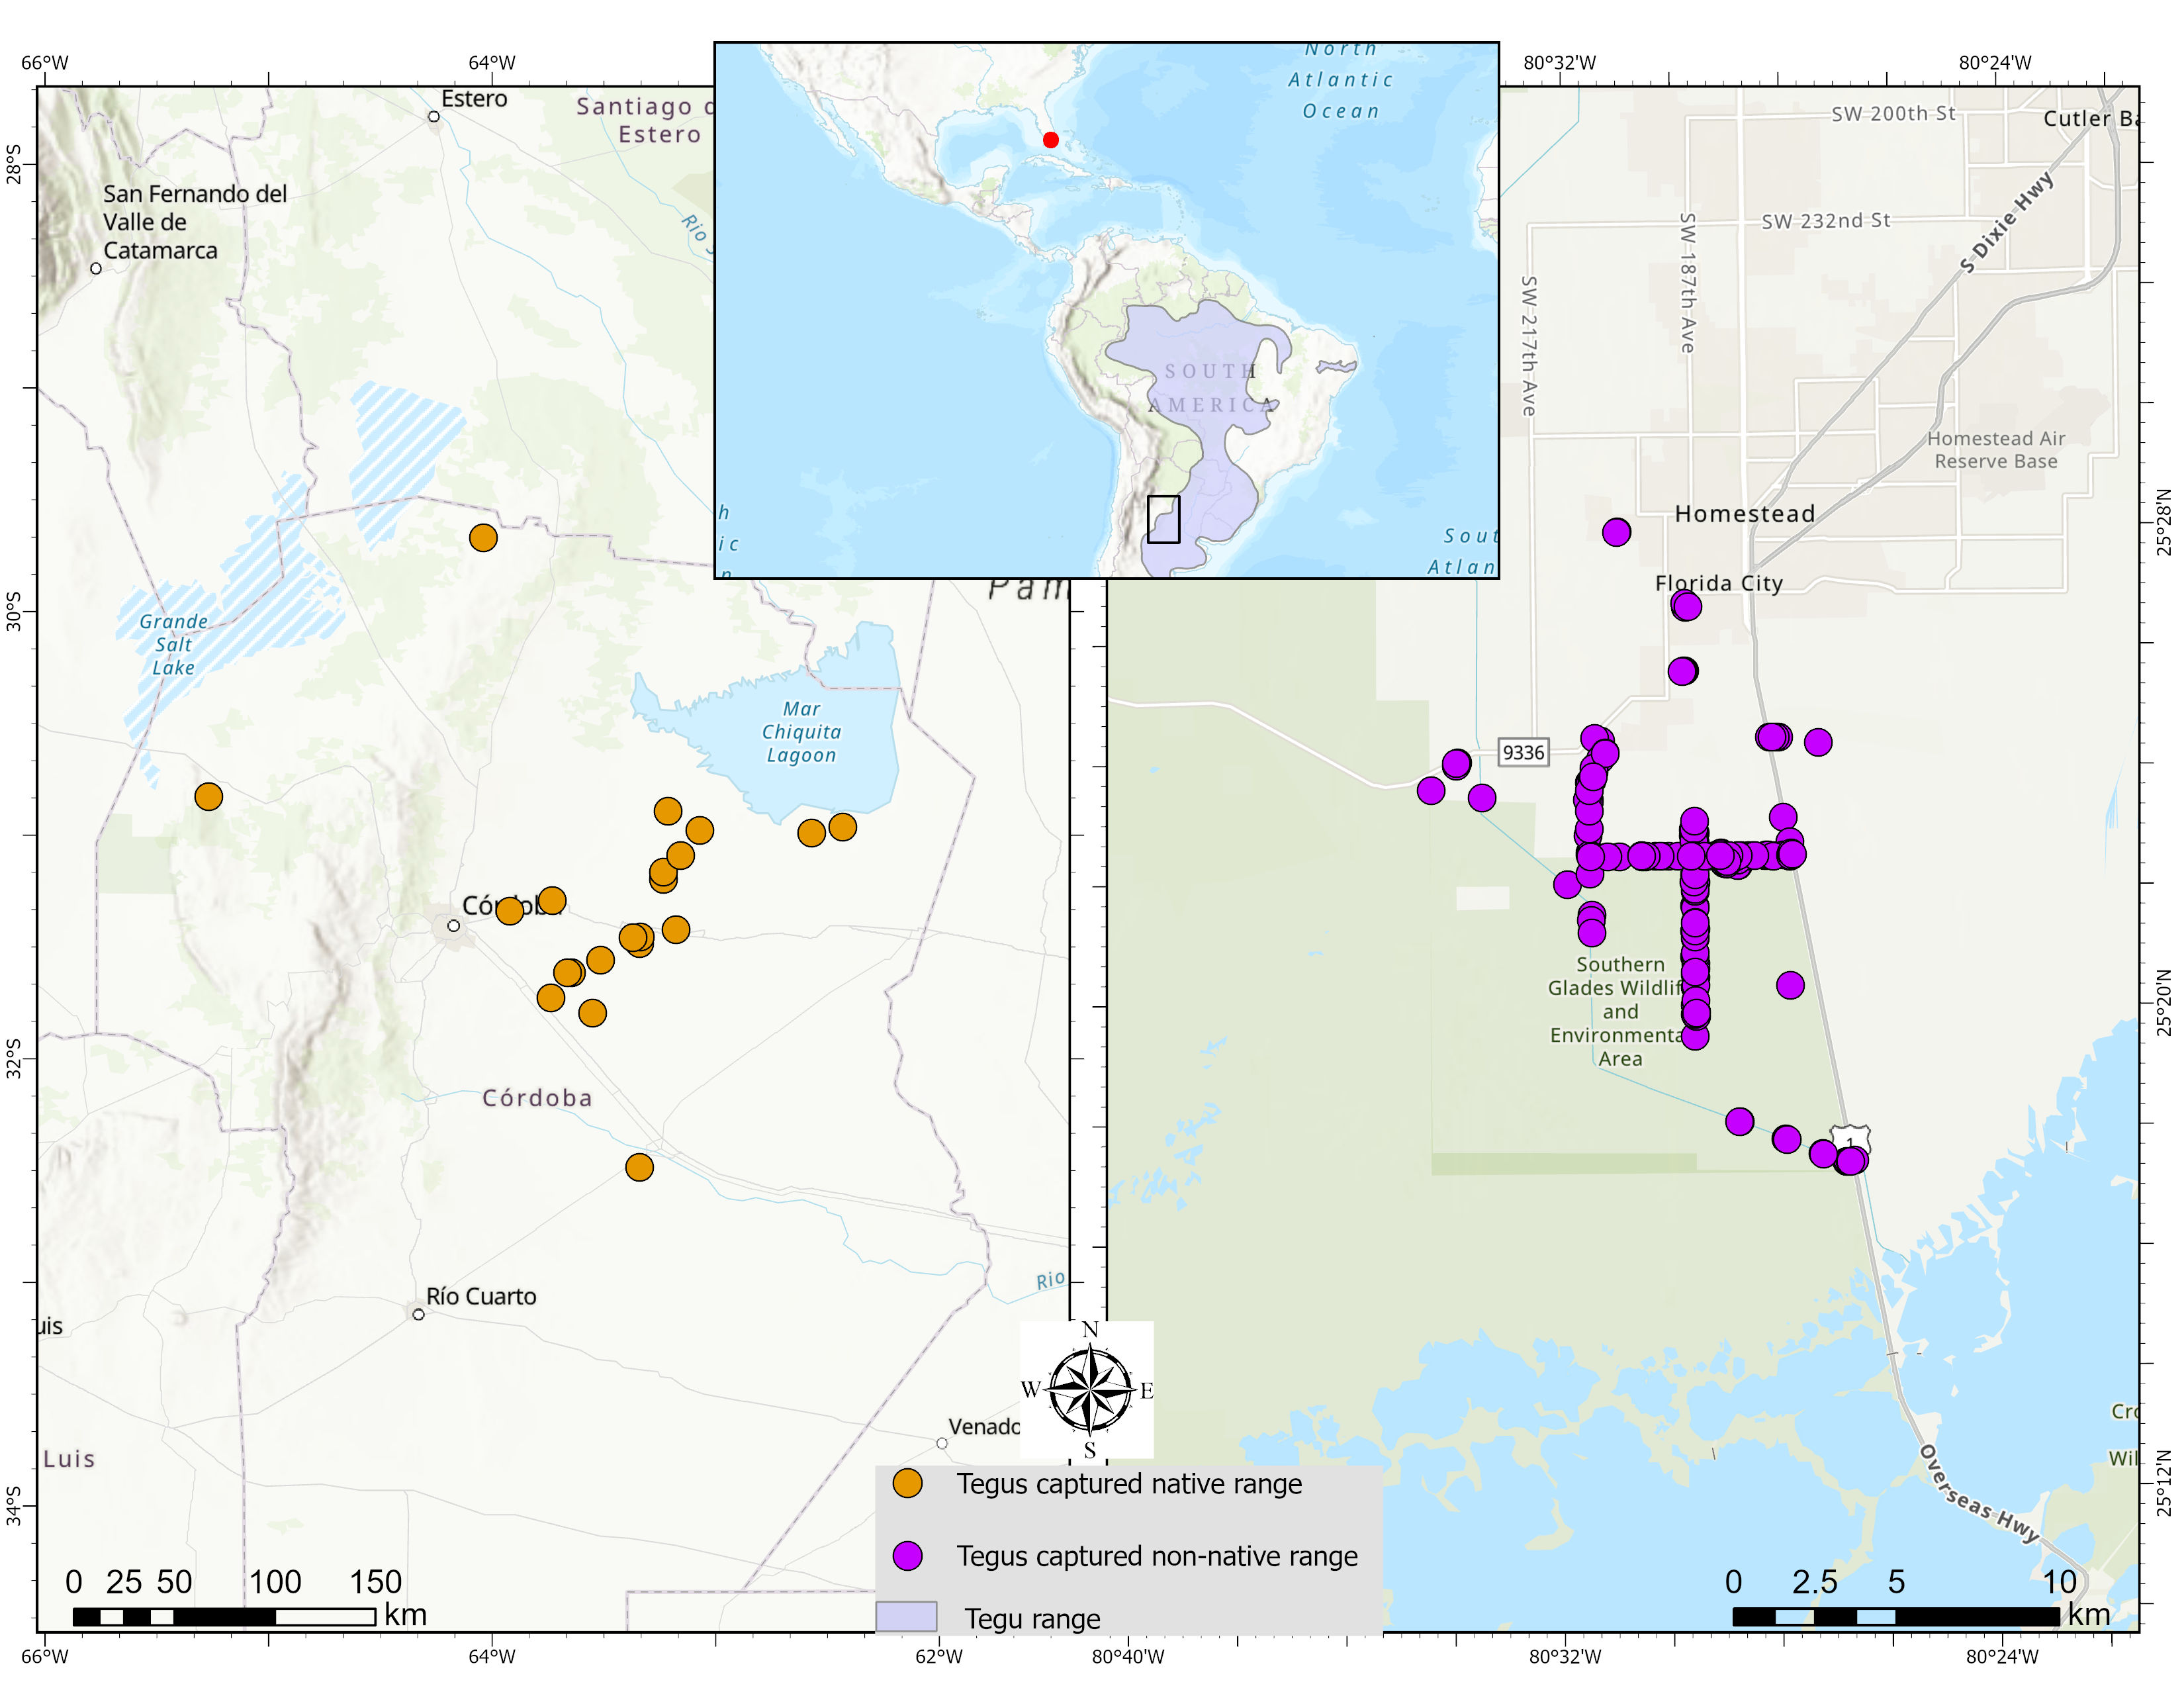 66°W
64°W
80°32'W
80°24'W
28°S
30°S
32°S
34°S
Estero
Santiago d
Estero
San Fernando del
Valle de
Catamarca
Rio S
Grande
Salt
Lake
Mar
Chiquita
Lagoon
Pam
Córdoba
Córdoba
Río Cuarto
uis
Luis
Rio
Venado
0 25 50 100 150
km
66°W
64°W
62°W
North
Atlantic
Ocean
SOUTH
AMERICA
h
ic
Sout
Atlan
SW 200th St
Cutler Ba
SW 232nd St
S Dixie Hwy
SW 187th Ave
SW 217th Ave
Homestead Air
Reserve Base
Homestead
Florida City
9336
Southern
Glades Wildlif
and
Environmenta
Area
1
Overseas Hwy
Cro
Wil
25°28'N
25°20'N
25°12'N
N
W
E
S
Tegus captured native range
Tegus captured non-native range
Tegu range
0 2.5 5 10
km
80°40'W
80°32'W
80°24'W